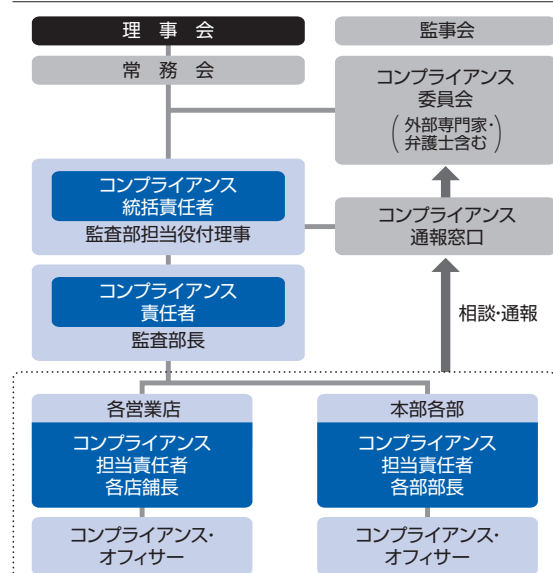 理事会
監事会
常務会
コンプライアンス
委員会
(外部専門家・
弁護士含む)
コンプライアンス
統括責任者
監査部担当役付理事
コンプライアンス
通報窓口
コンプライアンス
責任者
監査部長
相談・通報
各営業店
コンプライアンス
担当責任者
各店舗長
コンプライアンス・
オフィサー
本部各部
コンプライアンス
担当責任者
各部部長
コンプライアンス・
オフィサー